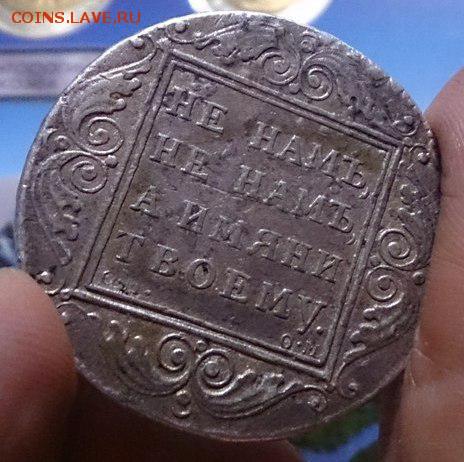 COINS.LAVE.RU
НЕ НАМЪ,
НЕ НАМЪ,
А ИМЯНИ
ТВОЕМУ.